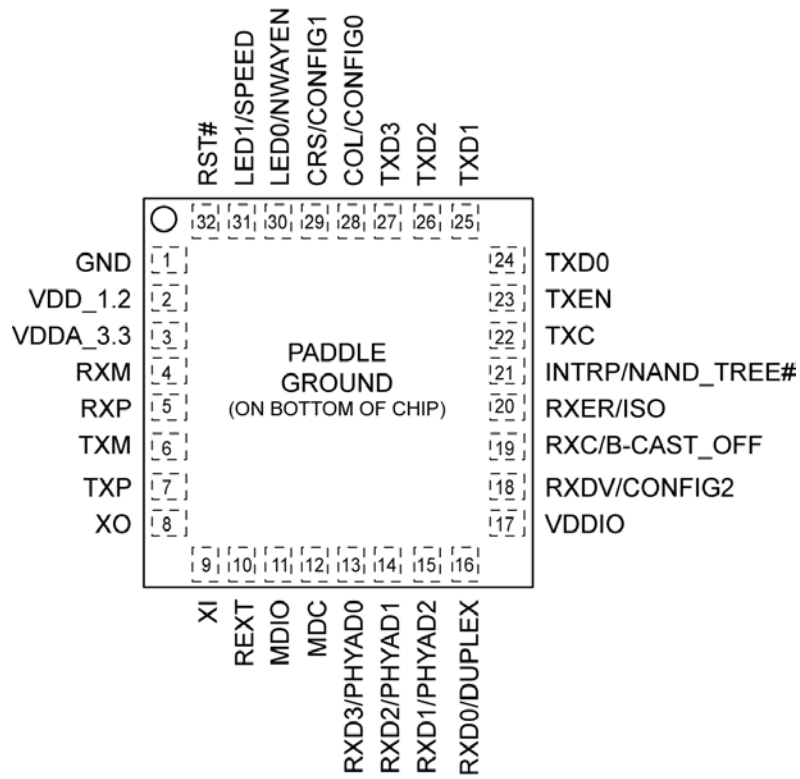 RST#
LED1/SPEED
LED0/NWAYEN
CRS/CONFIG1
COL/CONFIG0
TXD3
TXD2
TXD1
32 31 30 29 28 27 26 25
GND 1
VDD_1.2 2
VDDA_3.3 3
RXM 4
RXP 5
TXM 6
TXP 7
XO 8
PADDLE
GROUND
(ON BOTTOM OF CHIP)
24 TXD0
23 TXEN
22 TXC
21 INTRP/NAND_TREE#
20 RXER/ISO
19 RXC/B-CAST_OFF
18 RXDV/CONFIG2
17 VDDIO
9 10 11 12 13 14 15 16
XI
REXT
MDIO
MDC
RXD3/PHYAD0
RXD2/PHYAD1
RXD1/PHYAD2
RXD0/DUPLEX